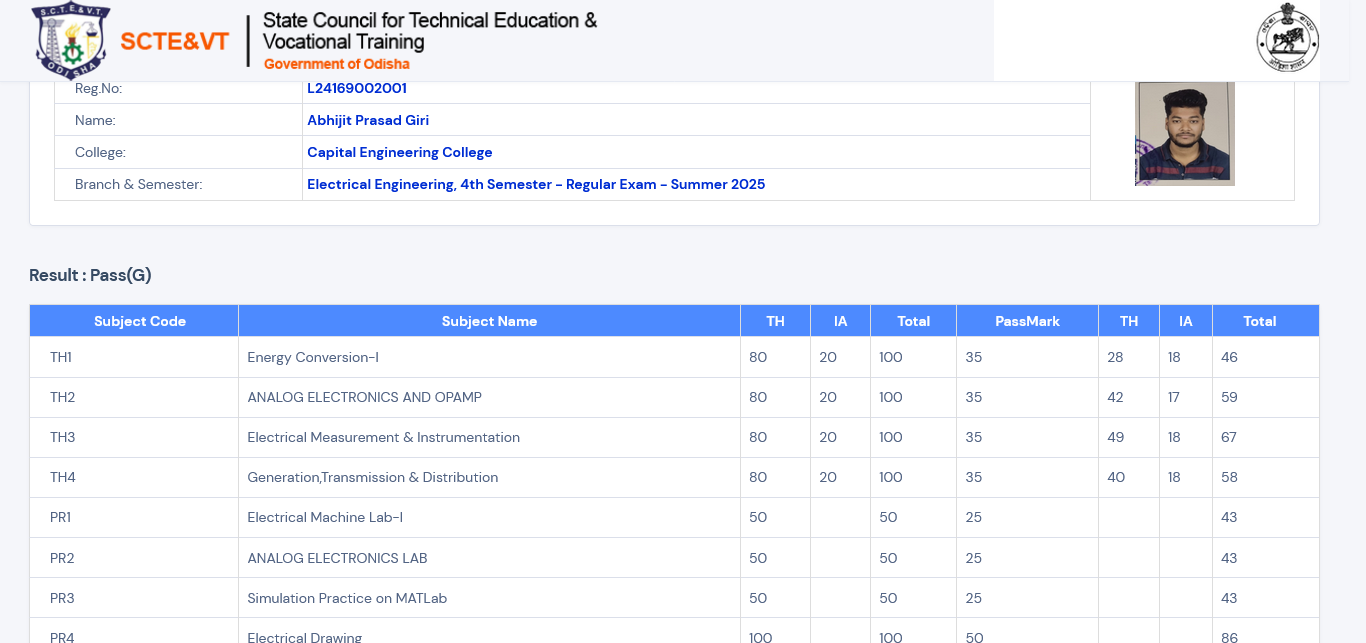 S.C.T.E.& V.T.
ODISHA
SCTE&VT
State Council for Technical Education &
Vocational Training
Government of Odisha
Reg.No: L24169002001
Name: Abhijit Prasad Giri
College: Capital Engineering College
Branch & Semester: Electrical Engineering, 4th Semester - Regular Exam - Summer 2025
Result : Pass(G)
Subject Code Subject Name TH IA Total PassMark TH IA Total
TH1 Energy Conversion-I 80 20 100 35 28 18 46
TH2 ANALOG ELECTRONICS AND OPAMP 80 20 100 35 42 17 59
TH3 Electrical Measurement & Instrumentation 80 20 100 35 49 18 67
TH4 Generation,Transmission & Distribution 80 20 100 35 40 18 58
PR1 Electrical Machine Lab-I 50 50 25 43
PR2 ANALOG ELECTRONICS LAB 50 50 25 43
PR3 Simulation Practice on MATLab 50 50 25 43
PR4 Electrical Drawing 100 100 50 86